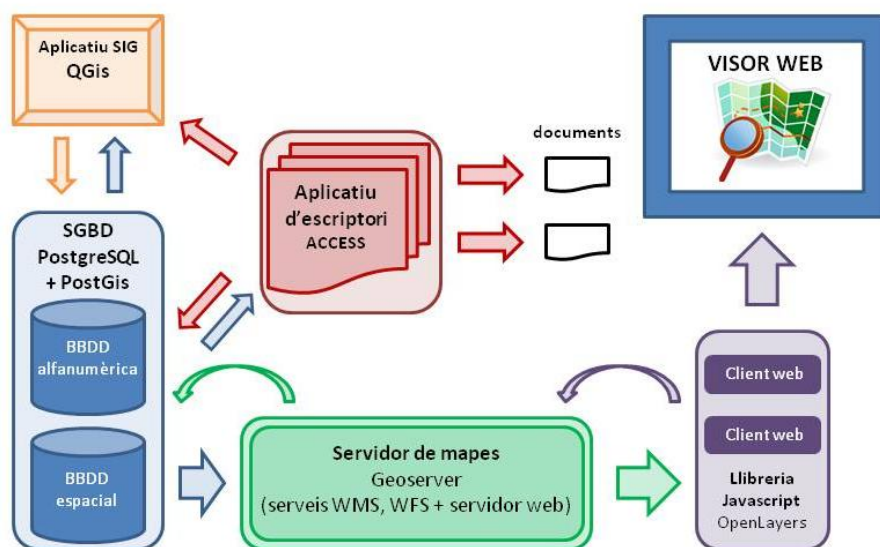 Aplicatiu SIG
QGis
VISOR WEB
documents
Aplicatiu
d'escriptori
ACCESS
SGBD
PostgreSQL
+ PostGis
BBDD
alfanumèrica
BBDD
espacial
Servidor de mapes
Geoserver
(serveis WMS, WFS + servidor web)
Client web
Client web
Llibreria
Javascript
OpenLayers